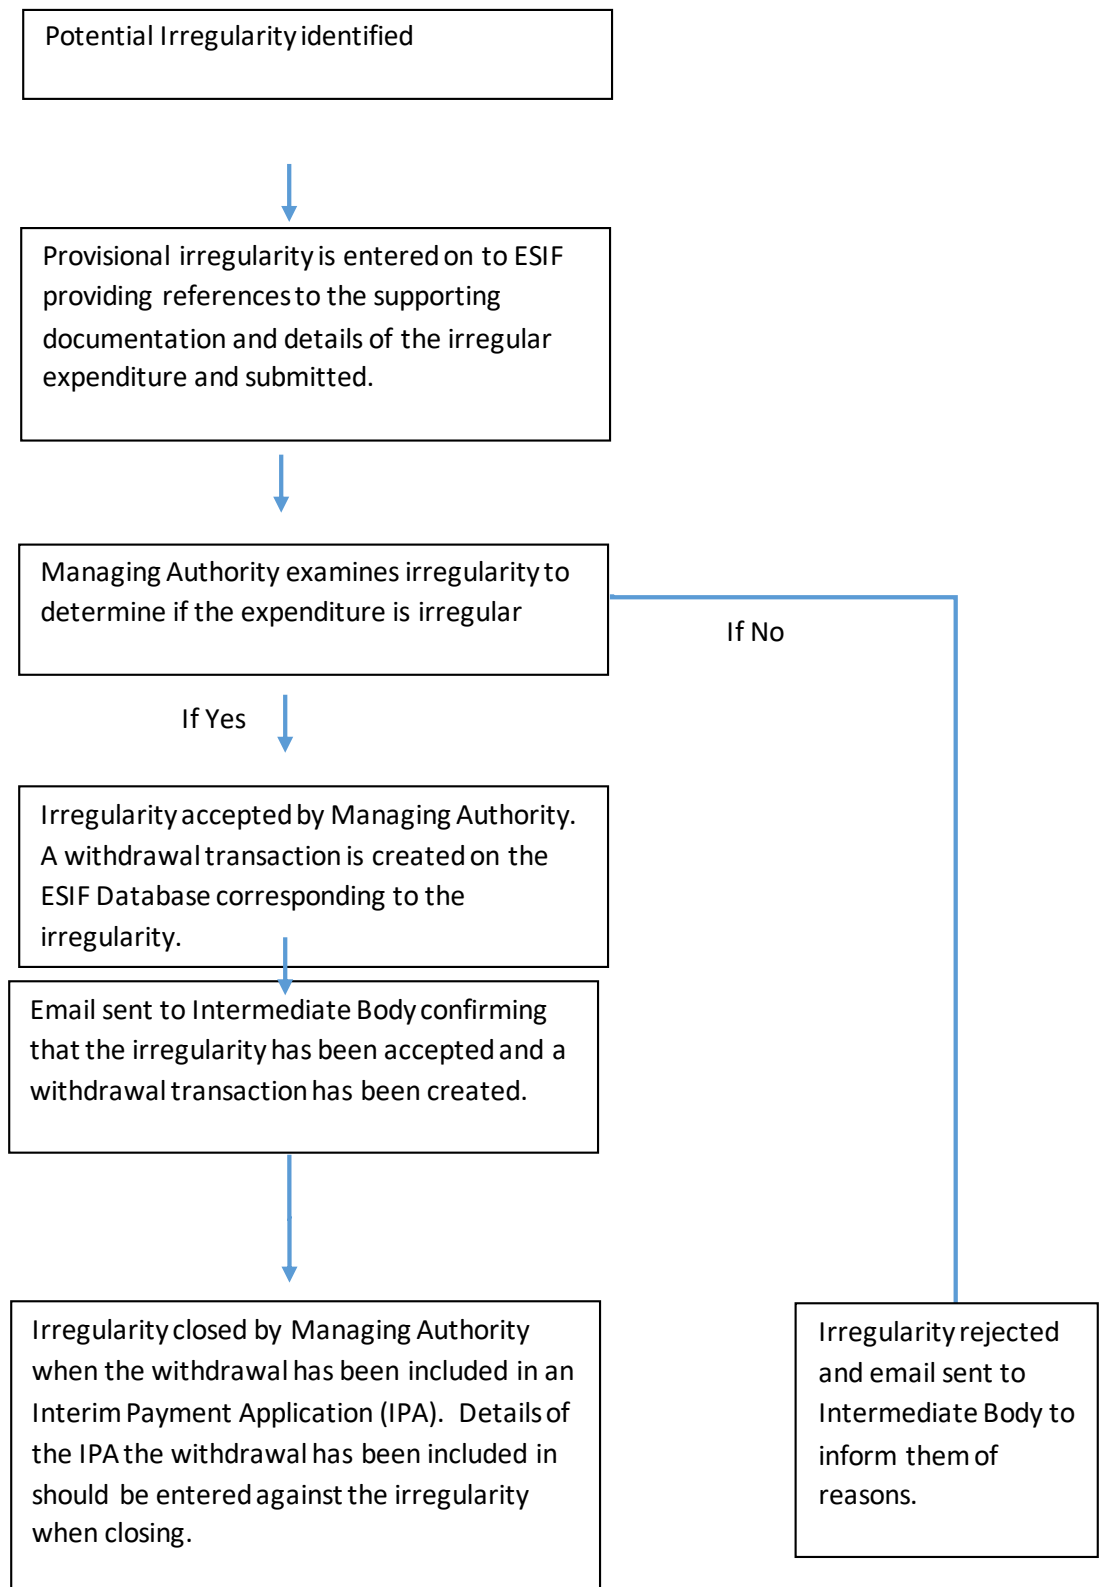 Potential Irregularity identified
Provisional irregularity is entered on to ESIF
providing references to the supporting
documentation and details of the irregular
expenditure and submitted.
Managing Authority examines irregularity to
determine if the expenditure is irregular
If No
If Yes
Irregularity accepted by Managing Authority.
A withdrawal transaction is created on the
ESIF Database corresponding to the
irregularity.
Email sent to Intermediate Body confirming
that the irregularity has been accepted and a
withdrawal transaction has been created.
Irregularity closed by Managing Authority
when the withdrawal has been included in an
Interim Payment Application (IPA). Details of
the IPA the withdrawal has been included in
should be entered against the irregularity
when closing.
Irregularity rejected
and email sent to
Intermediate Body to
inform them of
reasons.